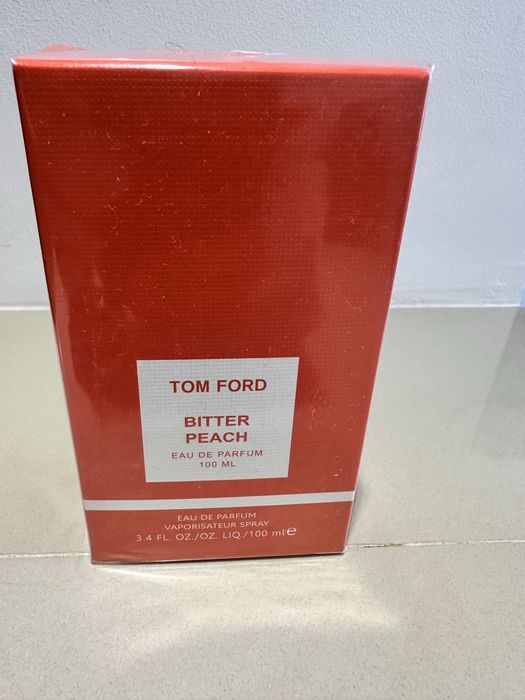 TOM FORD
BITTER
PEACH
EAU DE PARFUM
100 ML
EAU DE PARFUM
VAPORISATEUR SPRAY
3.4 FL. OZ./OZ. LIQ./100 ml℮